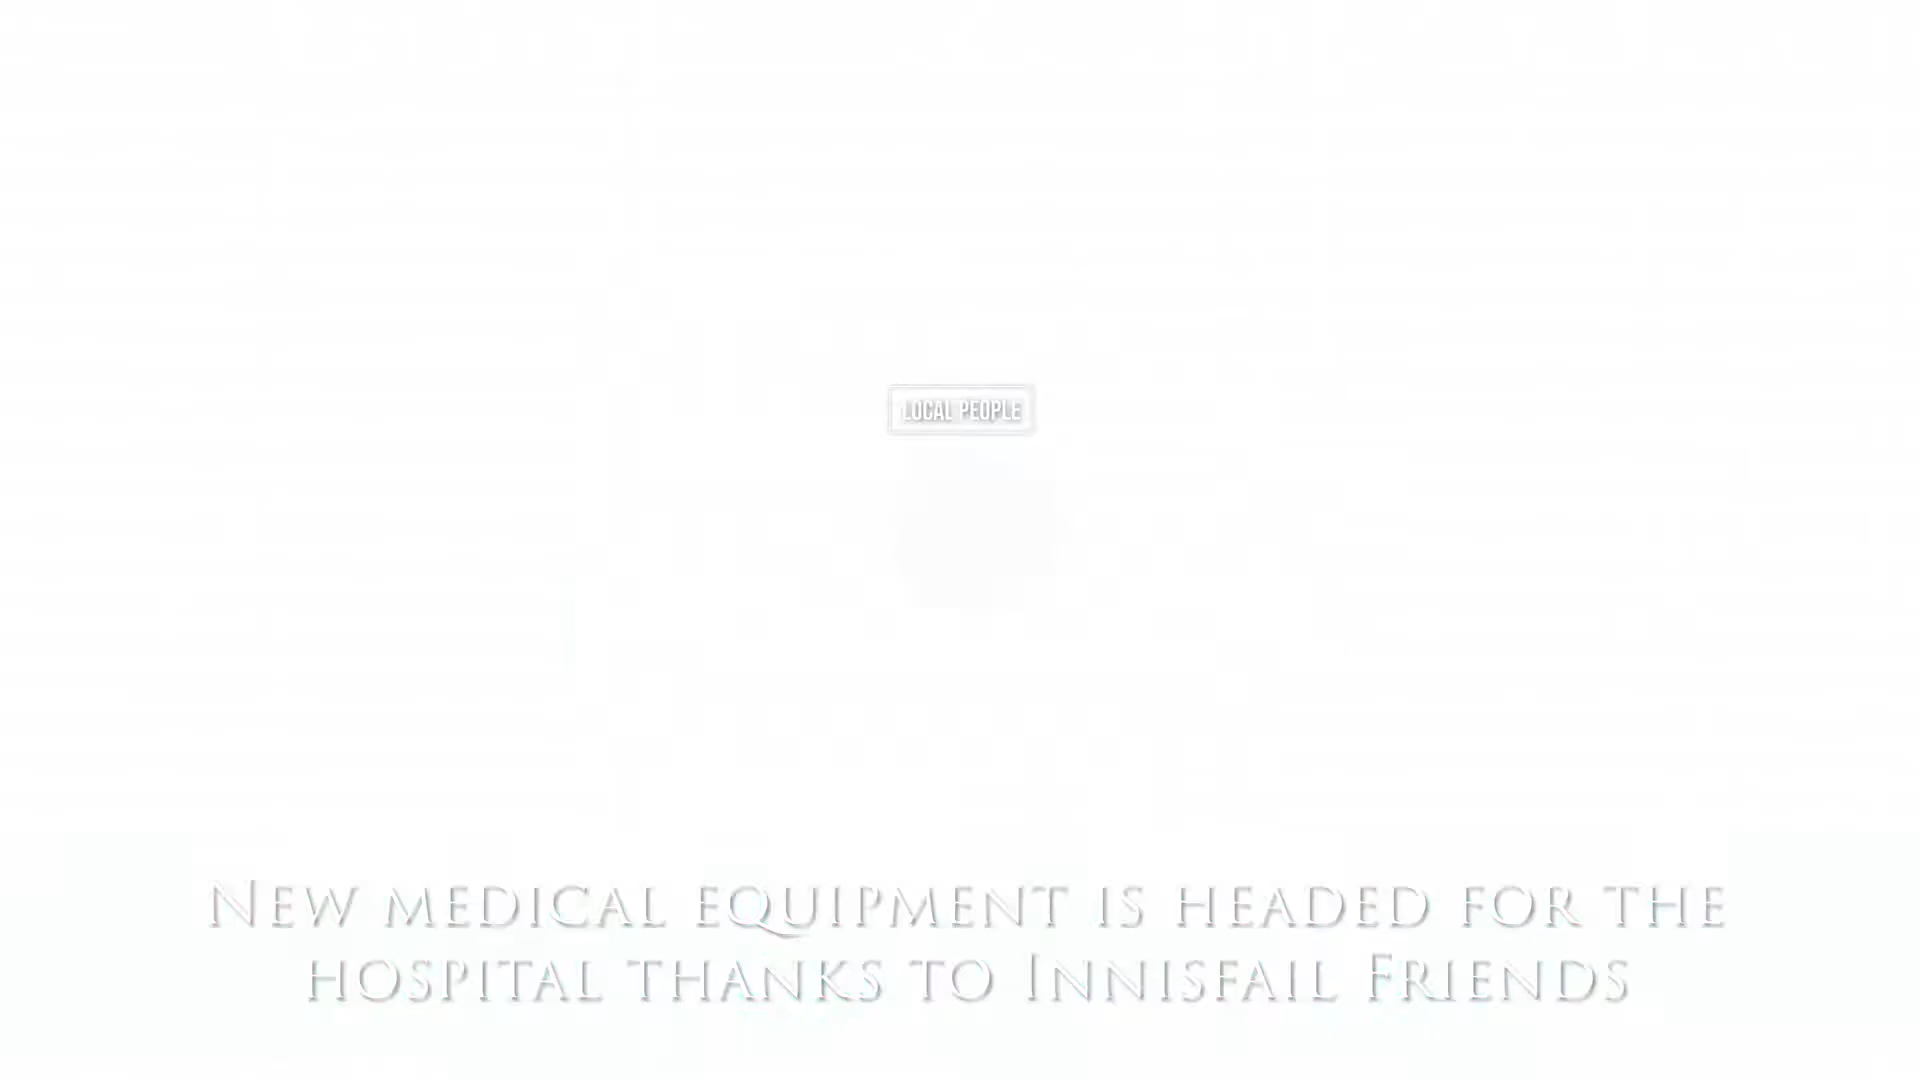 LOCAL PEOPLE
New medical equipment is headed for the
hospital thanks to Innisfail Friends